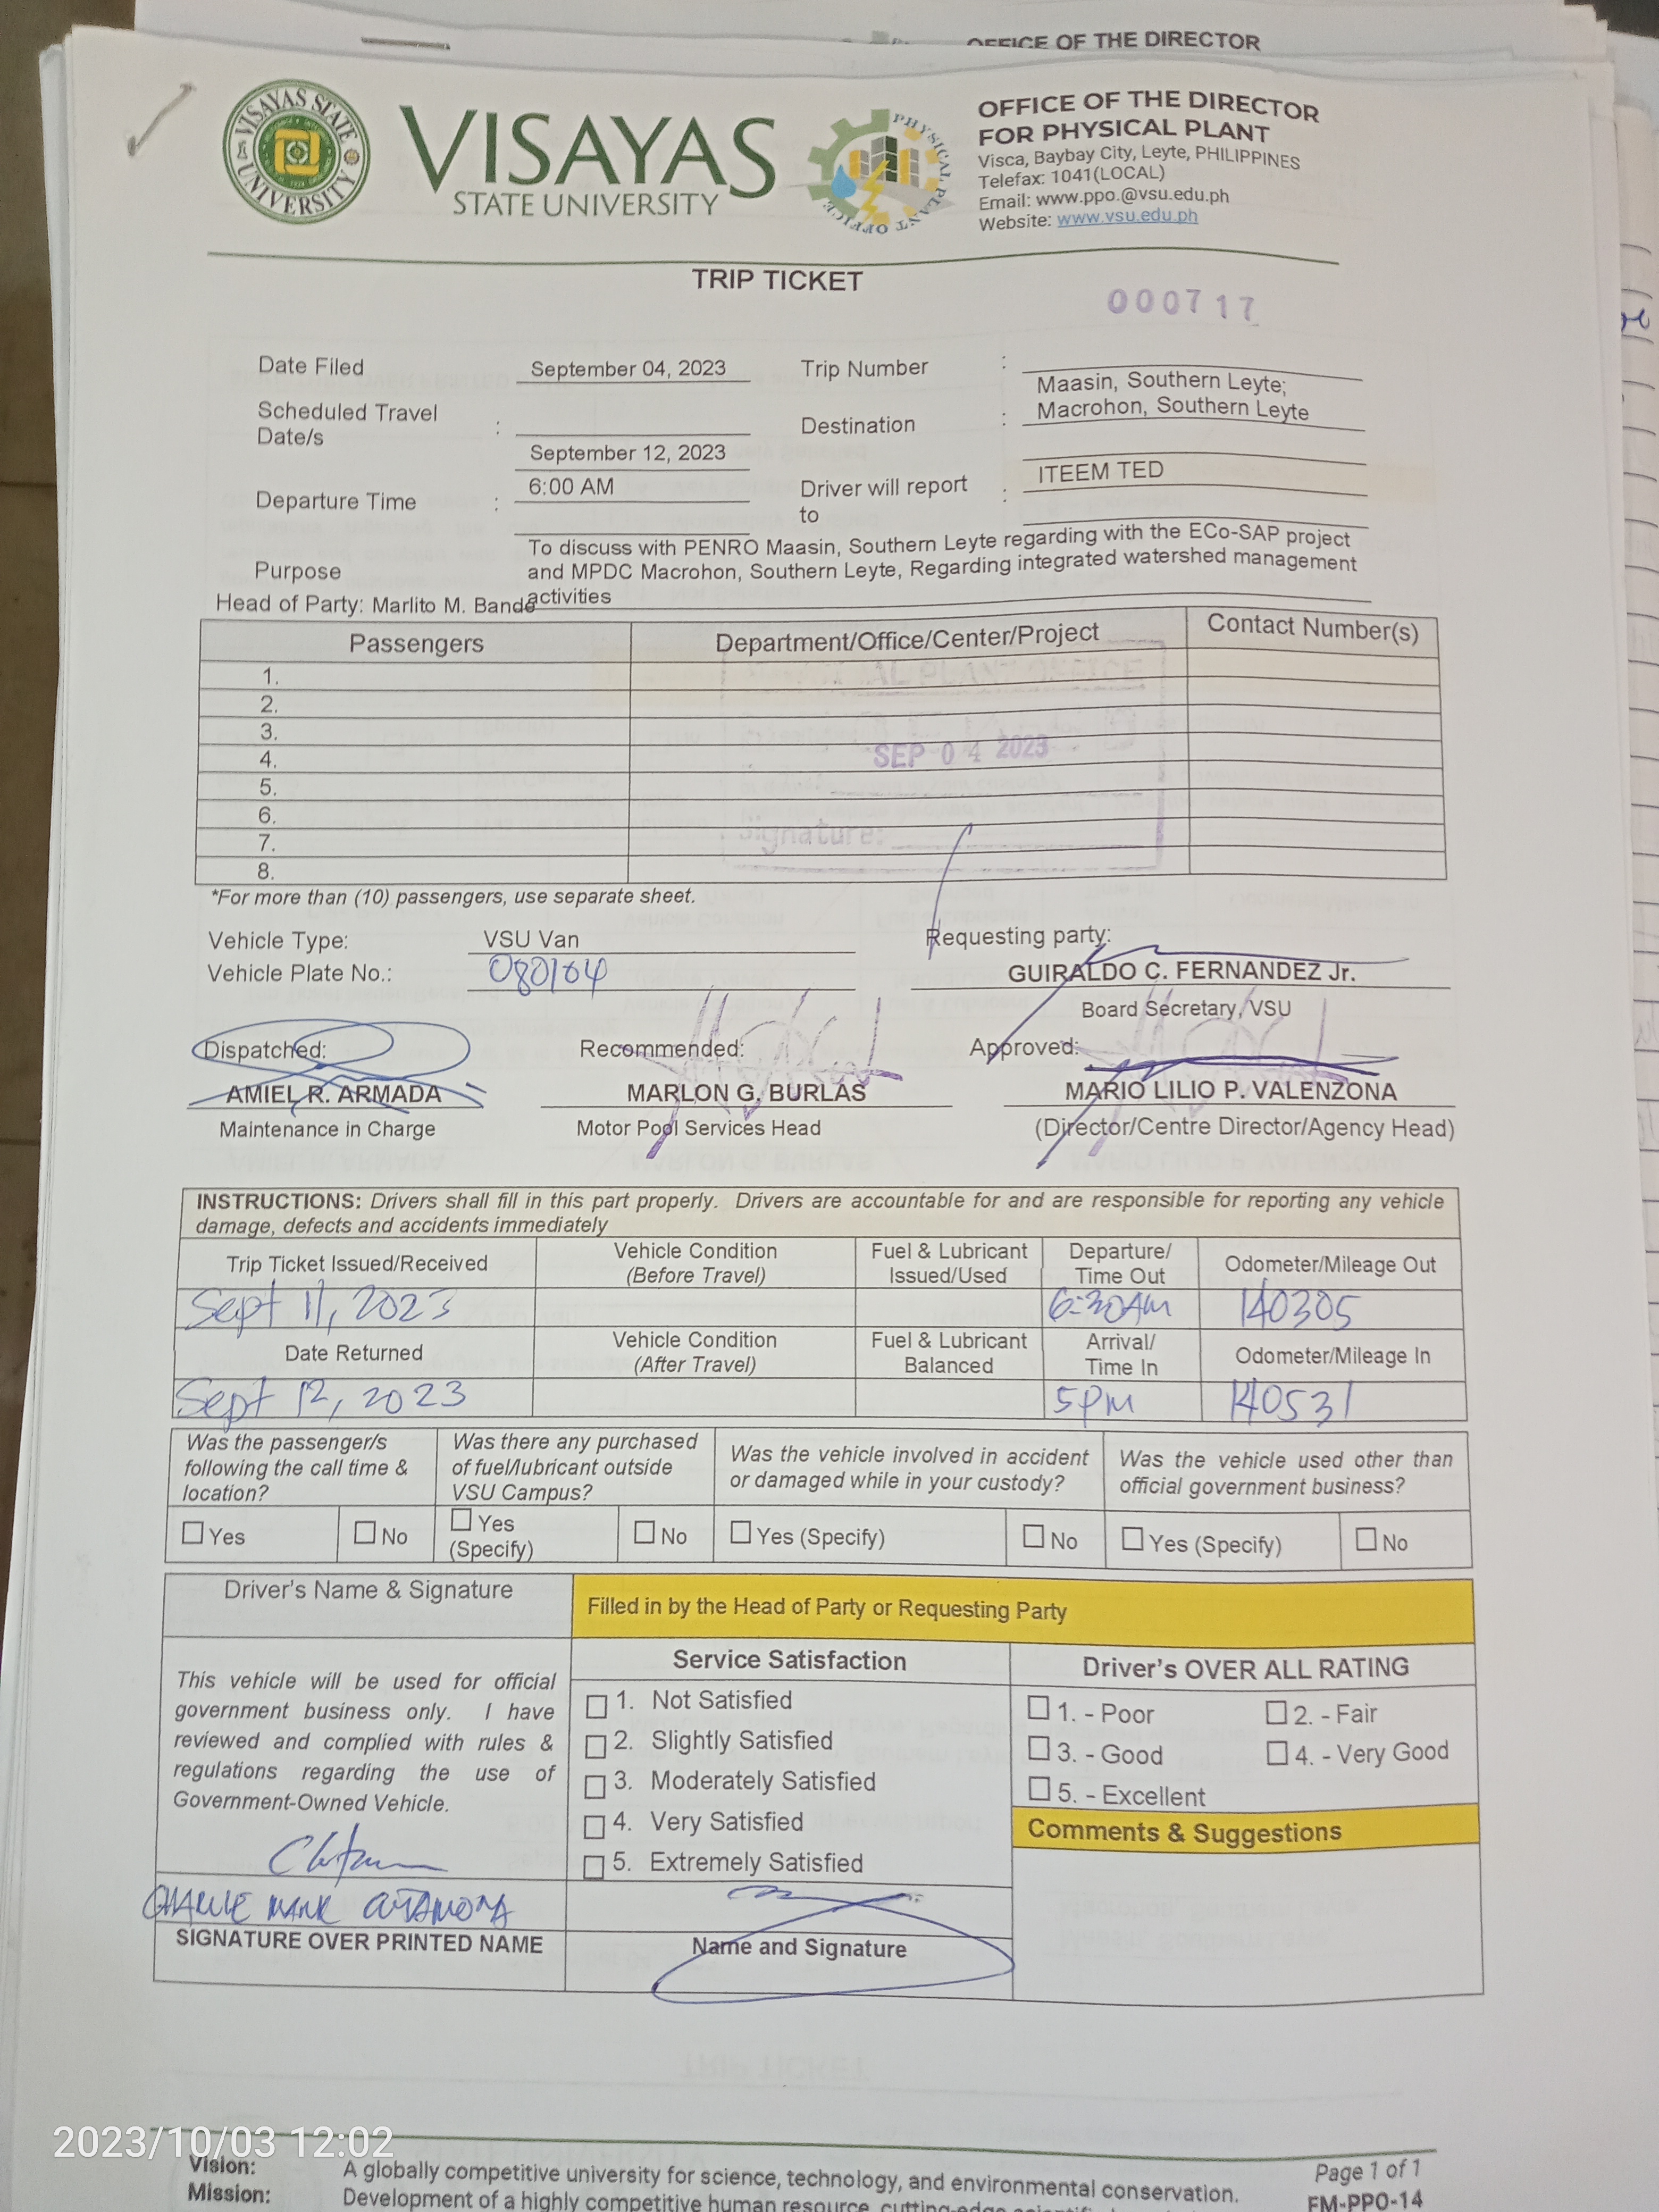 OFFICE OF THE DIRECTOR
VISAYAS STATE UNIVERSITY
VISAYAS
STATE UNIVERSITY
PHYSICAL PLANT OFFICE
OFFICE OF THE DIRECTOR
FOR PHYSICAL PLANT
Visca, Baybay City, Leyte, PHILIPPINES
Telefax: 1041(LOCAL)
Email: www.ppo.@vsu.edu.ph
Website: www.vsu.edu.ph
TRIP TICKET
000717
Date Filed September 04, 2023 Trip Number :
Scheduled Travel Date/s : September 12, 2023 Destination : Maasin, Southern Leyte; Macrohon, Southern Leyte
Departure Time : 6:00 AM Driver will report to : ITEEM TED
Purpose To discuss with PENRO Maasin, Southern Leyte regarding with the ECo-SAP project
and MPDC Macrohon, Southern Leyte, Regarding integrated watershed management
activities
Head of Party: Marlito M. Bande
Passengers Department/Office/Center/Project Contact Number(s)
1.
2.
3.
4.
5.
6.
7.
8.
PLANT OFFICE
SEP 04 2023
Signature:
*For more than (10) passengers, use separate sheet.
Vehicle Type: VSU Van Requesting party:
Vehicle Plate No.: 080164 GUIRALDO C. FERNANDEZ Jr.
Board Secretary, VSU
Dispatched: Recommended: Approved:
AMIEL R. ARMADA MARLON G. BURLAS MARIO LILIO P. VALENZONA
Maintenance in Charge Motor Pool Services Head (Director/Centre Director/Agency Head)
INSTRUCTIONS: Drivers shall fill in this part properly. Drivers are accountable for and are responsible for reporting any vehicle
damage, defects and accidents immediately
Trip Ticket Issued/Received Vehicle Condition (Before Travel) Fuel & Lubricant Issued/Used Departure/ Time Out Odometer/Mileage Out
Sept 11, 2023 6:30AM 140305
Date Returned Vehicle Condition (After Travel) Fuel & Lubricant Balanced Arrival/ Time In Odometer/Mileage In
Sept 12, 2023 5pm 140531
Was the passenger/s following the call time & location? Was there any purchased of fuel/lubricant outside VSU Campus? Was the vehicle involved in accident or damaged while in your custody? Was the vehicle used other than official government business?
Yes No Yes (Specify) No Yes (Specify) No Yes (Specify) No
Driver's Name & Signature
Filled in by the Head of Party or Requesting Party
This vehicle will be used for official
government business only. I have
reviewed and complied with rules &
regulations regarding the use of
Government-Owned Vehicle.
CHARLIE MARK
SIGNATURE OVER PRINTED NAME
Service Satisfaction
1. Not Satisfied
2. Slightly Satisfied
3. Moderately Satisfied
4. Very Satisfied
5. Extremely Satisfied
Name and Signature
Driver's OVER ALL RATING
1. - Poor 2. - Fair
3. - Good 4. - Very Good
5. - Excellent
Comments & Suggestions
2023/10/03 12:02
Vision: A globally competitive university for science, technology, and environmental conservation.
Mission: Development of a highly competitive human resource, cutting-edge
Page 1 of 1
FM-PPO-14